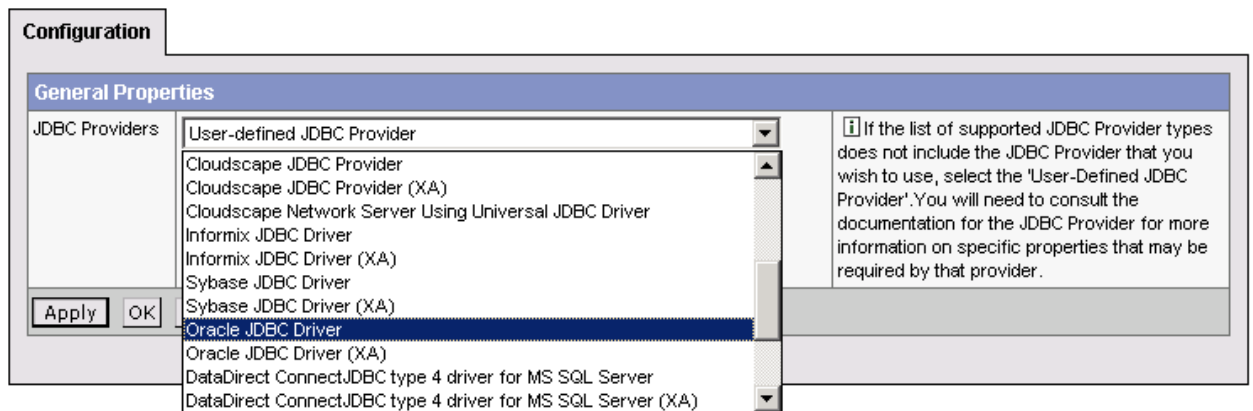 Configuration
General Properties
JDBC Providers
User-defined JDBC Provider
Cloudscape JDBC Provider
Cloudscape JDBC Provider (XA)
Cloudscape Network Server Using Universal JDBC Driver
Informix JDBC Driver
Informix JDBC Driver (XA)
Sybase JDBC Driver
Sybase JDBC Driver (XA)
Oracle JDBC Driver
Oracle JDBC Driver (XA)
DataDirect ConnectJDBC type 4 driver for MS SQL Server
DataDirect ConnectJDBC type 4 driver for MS SQL Server (XA)
i If the list of supported JDBC Provider types
does not include the JDBC Provider that you
wish to use, select the 'User-Defined JDBC
Provider'.You will need to consult the
documentation for the JDBC Provider for more
information on specific properties that may be
required by that provider.
Apply OK